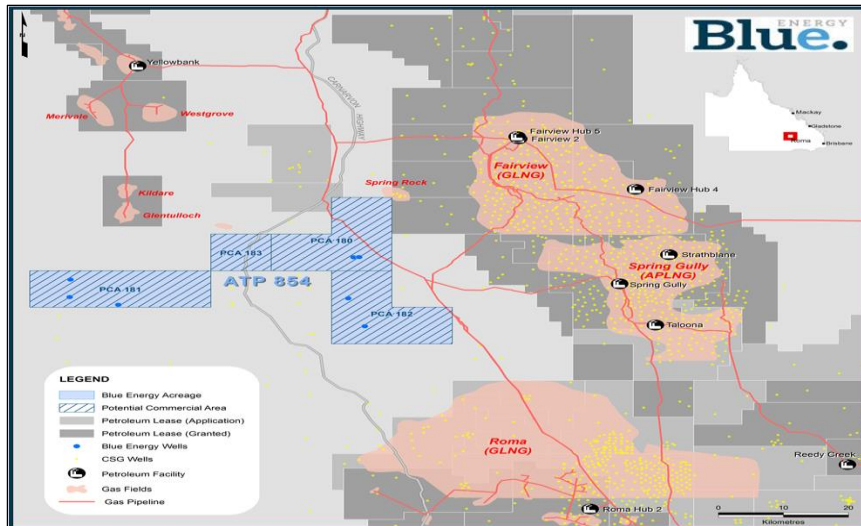 N
ENERGY
Blue.
Yellowbank
Merivale
Westgrove
CARNARVON
HIGHWAY
Mackay
Gladstone
Roma
Brisbane
Fairview Hub 5
Fairview 2
Fairview
(GLNG)
Fairview Hub 4
Spring Rock
Kildare
Glentulloch
PCA 183
PCA 180
ATP 854
PCA 181
PCA 182
Strathblane
Spring Gully
(APLNG)
Spring Gully
Taloona
Roma
(GLNG)
Reedy Creek
Roma Hub 2
LEGEND
Blue Energy Acreage
Potential Commercial Area
Petroleum Lease (Application)
Petroleum Lease (Granted)
Blue Energy Wells
CSG Wells
Petroleum Facility
Gas Fields
Gas Pipeline
0 10 20
Kilometres